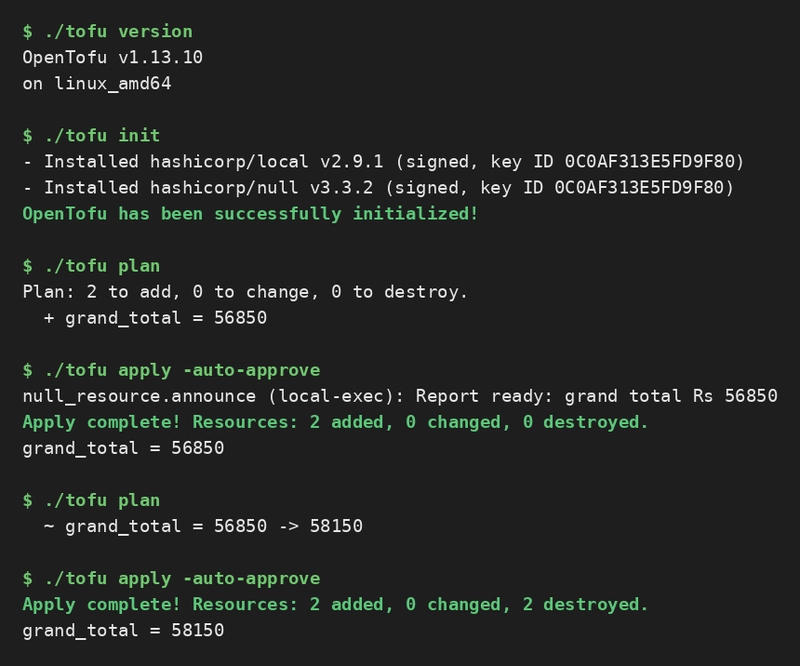 $ ./tofu version
OpenTofu v1.13.10
on linux_amd64
$ ./tofu init
- Installed hashicorp/local v2.9.1 (signed, key ID 0C0AF313E5FD9F80)
- Installed hashicorp/null v3.3.2 (signed, key ID 0C0AF313E5FD9F80)
OpenTofu has been successfully initialized!
$ ./tofu plan
Plan: 2 to add, 0 to change, 0 to destroy.
+ grand_total = 56850
$ ./tofu apply -auto-approve
null_resource.announce (local-exec): Report ready: grand total Rs 56850
Apply complete! Resources: 2 added, 0 changed, 0 destroyed.
grand_total = 56850
$ ./tofu plan
~ grand_total = 56850 -> 58150
$ ./tofu apply -auto-approve
Apply complete! Resources: 2 added, 0 changed, 2 destroyed.
grand_total = 58150